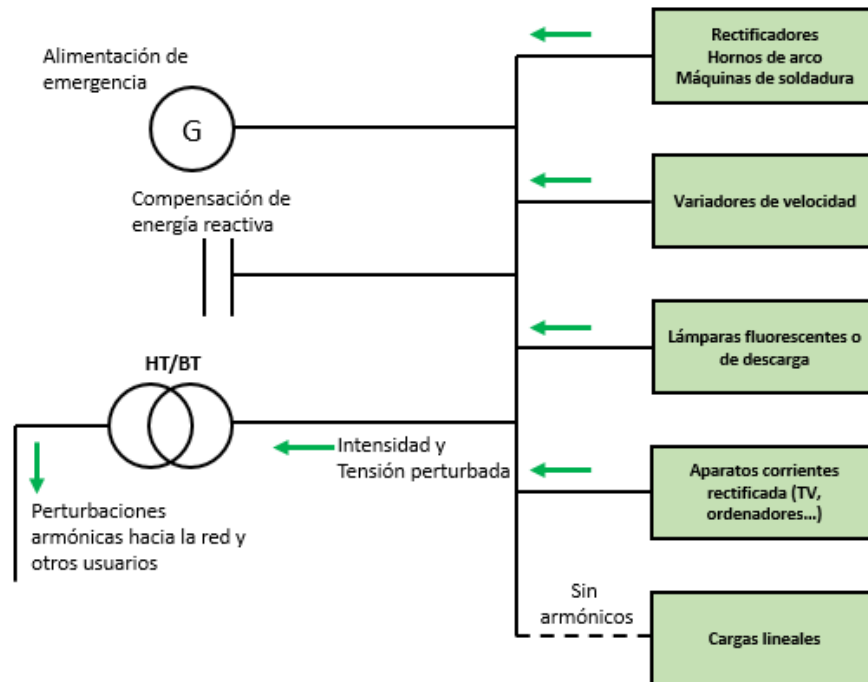 Alimentación de
emergencia
G
Compensación de
energía reactiva
HT/BT
Intensidad y
Tensión perturbada
Perturbaciones
armónicas hacia la red y
otros usuarios
Rectificadores
Hornos de arco
Máquinas de soldadura
Variadores de velocidad
Lámparas fluorescentes o
de descarga
Aparatos corrientes
rectificada (TV,
ordenadores...)
Sin
armónicos
Cargas lineales